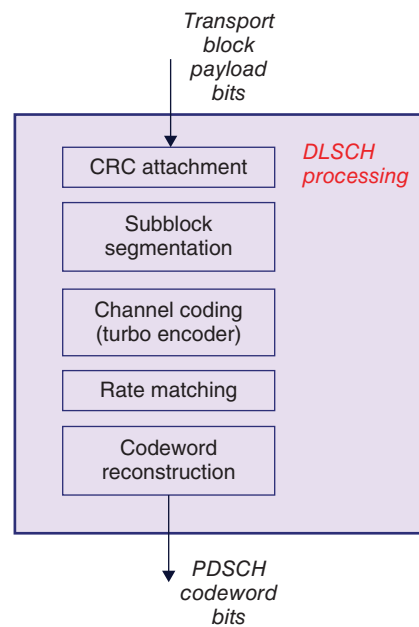 Transport
block
payload
bits
CRC attachment
DLSCH
processing
Subblock
segmentation
Channel coding
(turbo encoder)
Rate matching
Codeword
reconstruction
PDSCH
codeword
bits